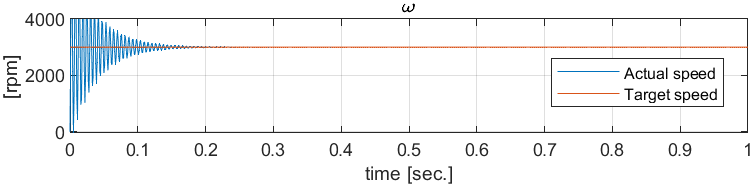 ω
4000
2000
0
[rpm]
Actual speed
Target speed
0 0.1 0.2 0.3 0.4 0.5 0.6 0.7 0.8 0.9 1
time [sec.]